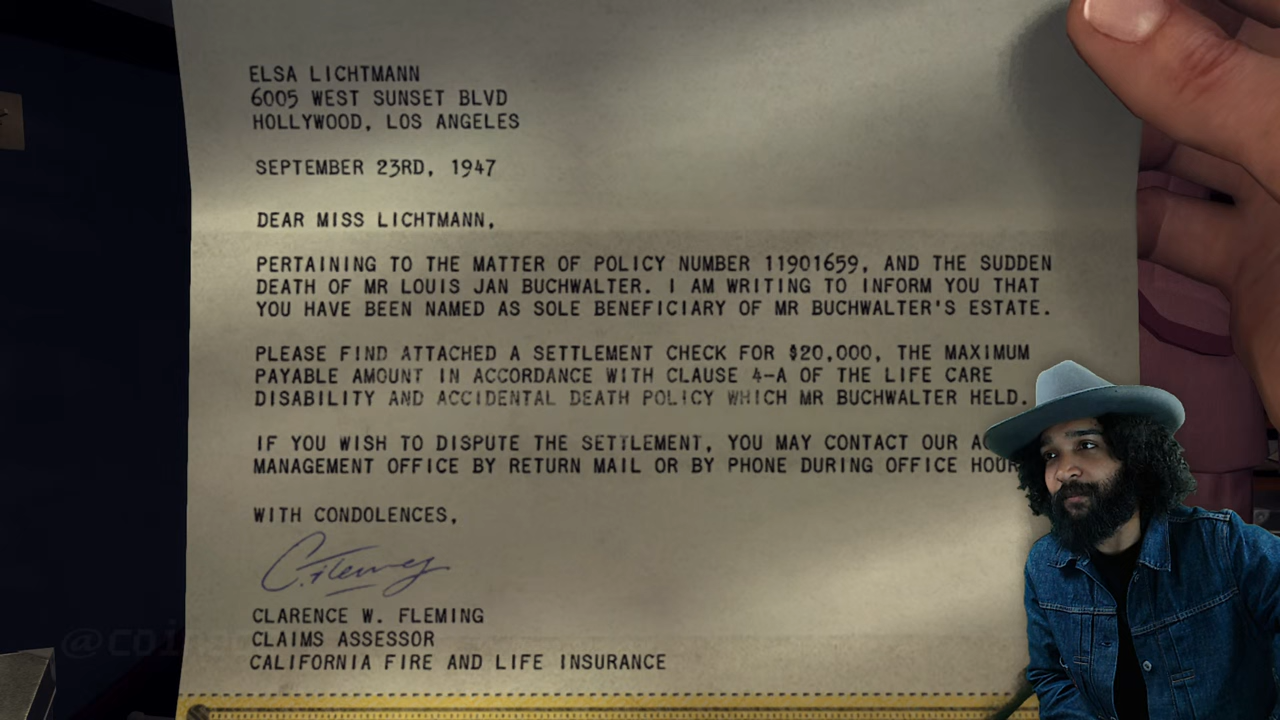 ELSA LICHTMANN
6005 WEST SUNSET BLVD
HOLLYWOOD, LOS ANGELES
SEPTEMBER 23RD, 1947
DEAR MISS LICHTMANN,
PERTAINING TO THE MATTER OF POLICY NUMBER 11901659, AND THE SUDDEN
DEATH OF MR LOUIS JAN BUCHWALTER. I AM WRITING TO INFORM YOU THAT
YOU HAVE BEEN NAMED AS SOLE BENEFICIARY OF MR BUCHWALTER'S ESTATE.
PLEASE FIND ATTACHED A SETTLEMENT CHECK FOR $20,000, THE MAXIMUM
PAYABLE AMOUNT IN ACCORDANCE WITH CLAUSE 4-A OF THE LIFE CARE
DISABILITY AND ACCIDENTAL DEATH POLICY WHICH MR BUCHWALTER HELD.
IF YOU WISH TO DISPUTE THE SETTLEMENT, YOU MAY CONTACT OUR
MANAGEMENT OFFICE BY RETURN MAIL OR BY PHONE DURING OFFICE
WITH CONDOLENCES,
C. Fleming
CLARENCE W. FLEMING
CLAIMS ASSESSOR
CALIFORNIA FIRE AND LIFE INSURANCE